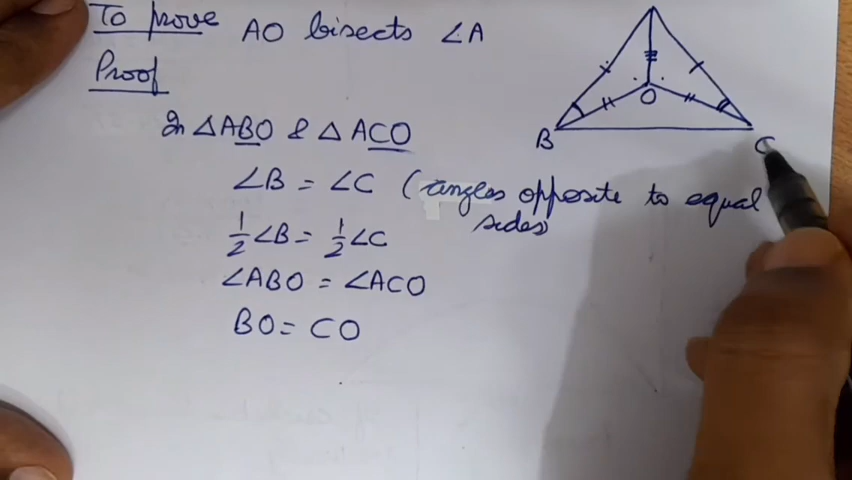 To prove AO bisects ∠A
Proof
In △ABO & △ACO
∠B = ∠C (angles opposite to equal
sides)
1/2∠B = 1/2∠C
∠ABO = ∠ACO
BO = CO
O
B
C